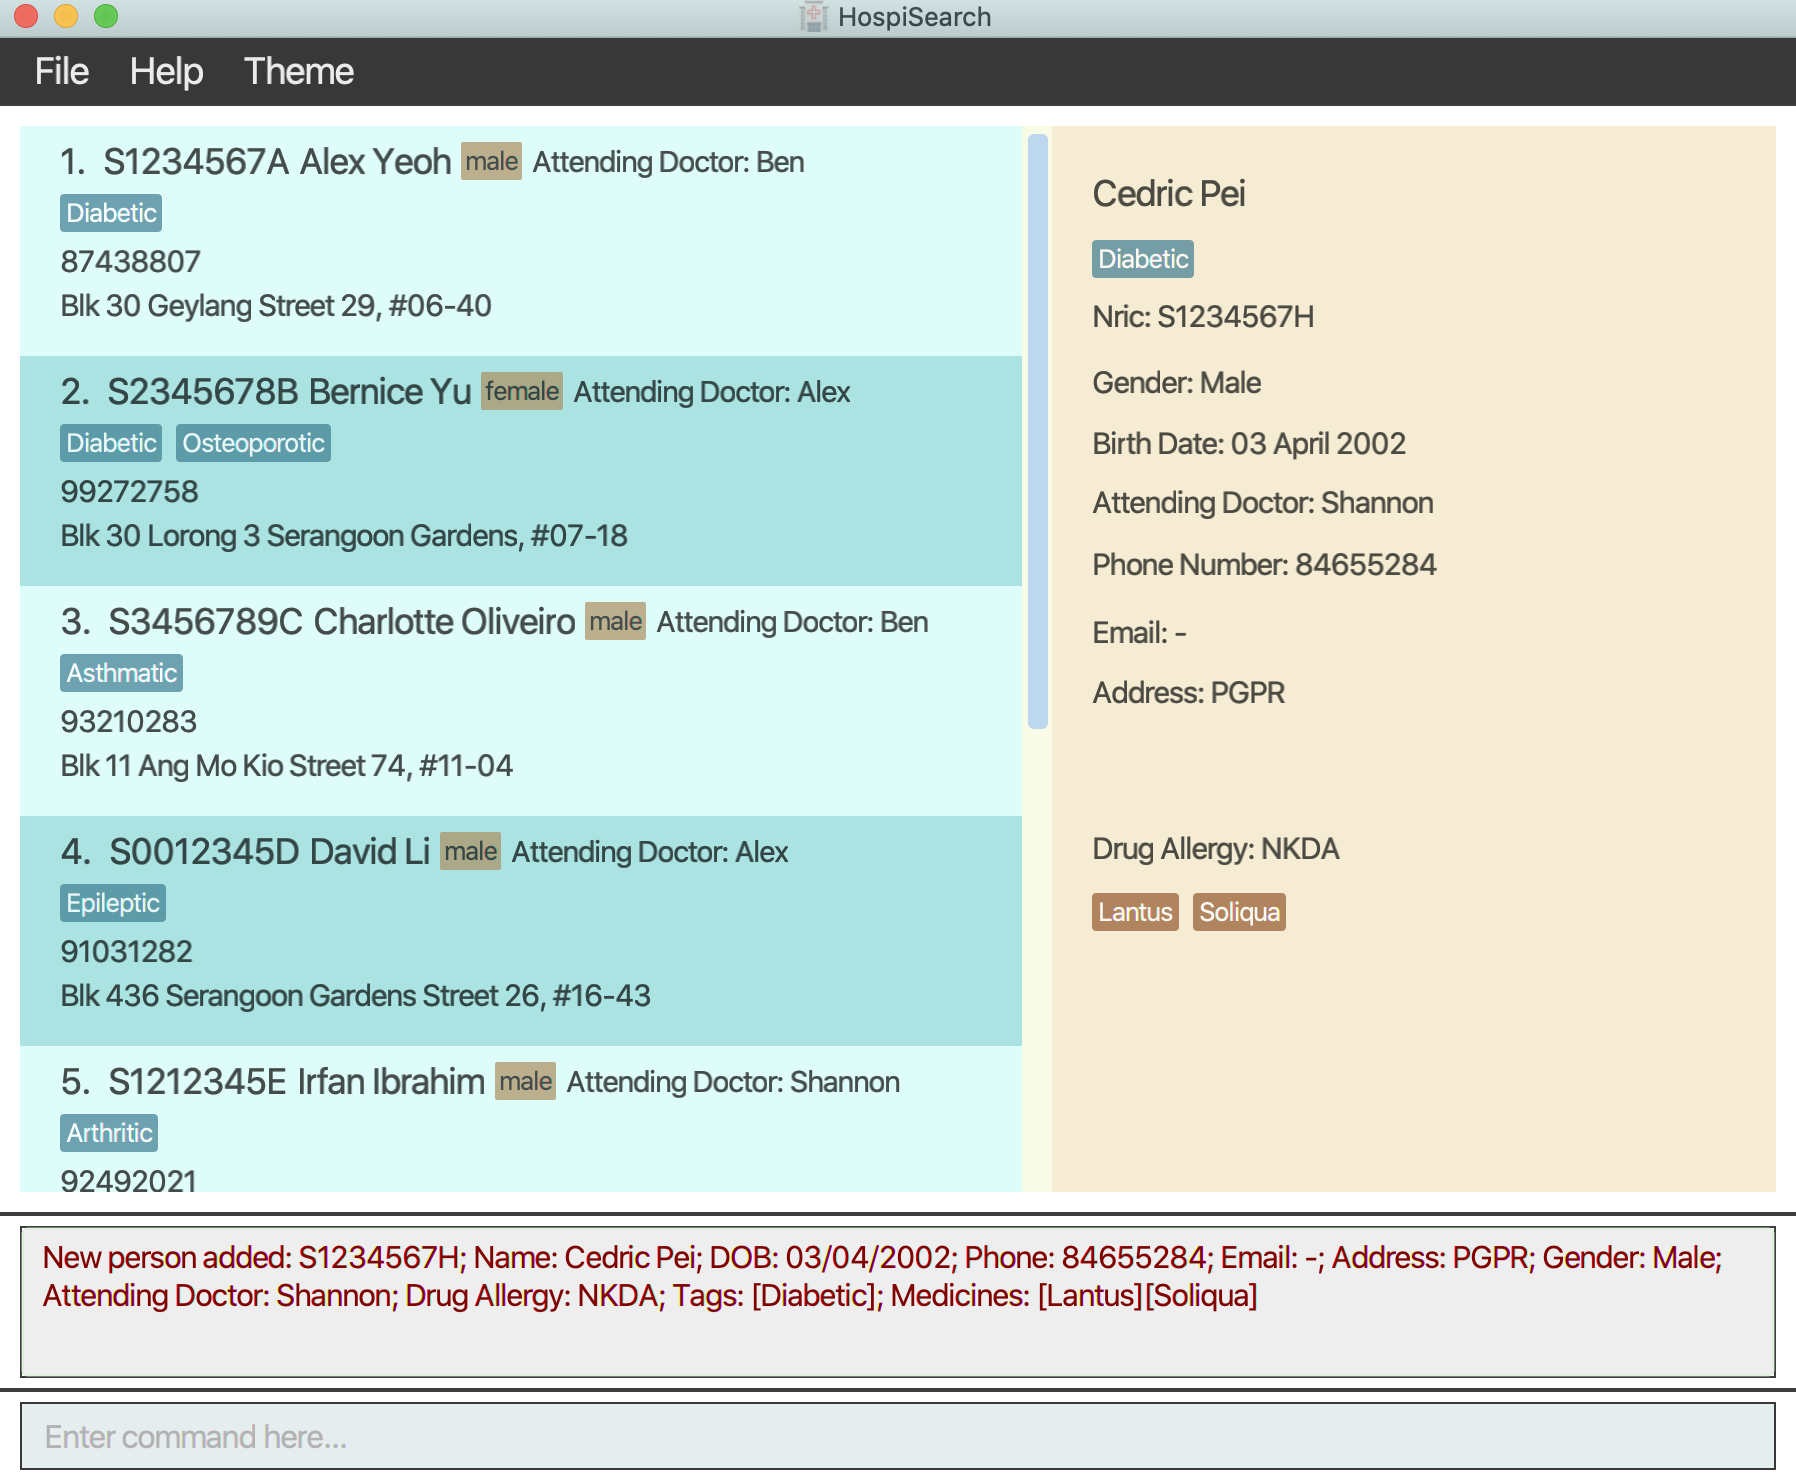 HospiSearch
File Help Theme
1. S1234567A Alex Yeoh male Attending Doctor: Ben
Diabetic
87438807
Blk 30 Geylang Street 29, #06-40
2. S2345678B Bernice Yu female Attending Doctor: Alex
Diabetic Osteoporotic
99272758
Blk 30 Lorong 3 Serangoon Gardens, #07-18
3. S3456789C Charlotte Oliveiro male Attending Doctor: Ben
Asthmatic
93210283
Blk 11 Ang Mo Kio Street 74, #11-04
4. S0012345D David Li male Attending Doctor: Alex
Epileptic
91031282
Blk 436 Serangoon Gardens Street 26, #16-43
5. S1212345E Irfan Ibrahim male Attending Doctor: Shannon
Arthritic
92492021
Cedric Pei
Diabetic
Nric: S1234567H
Gender: Male
Birth Date: 03 April 2002
Attending Doctor: Shannon
Phone Number: 84655284
Email: -
Address: PGPR
Drug Allergy: NKDA
Lantus Soliqua
New person added: S1234567H; Name: Cedric Pei; DOB: 03/04/2002; Phone: 84655284; Email: -; Address: PGPR; Gender: Male;
Attending Doctor: Shannon; Drug Allergy: NKDA; Tags: [Diabetic]; Medicines: [Lantus][Soliqua]
Enter command here...